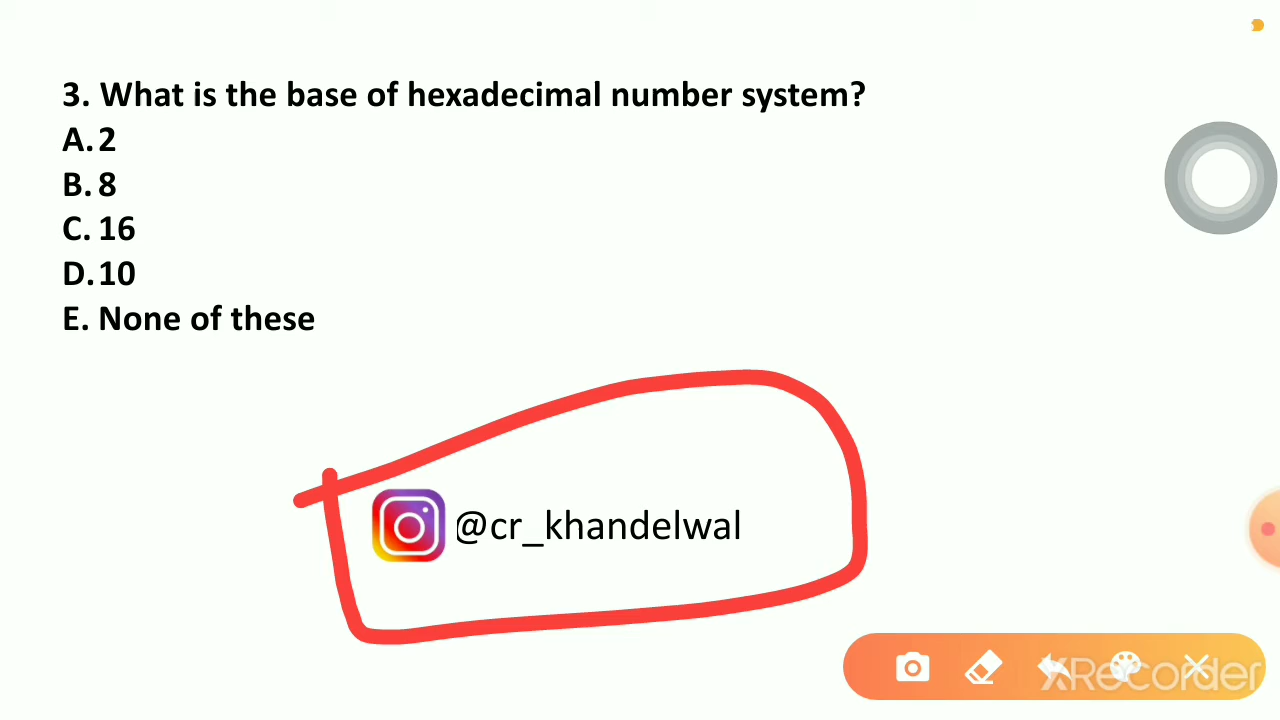 3. What is the base of hexadecimal number system?
A. 2
B. 8
C. 16
D. 10
E. None of these
@cr_khandelwal
XRecorder